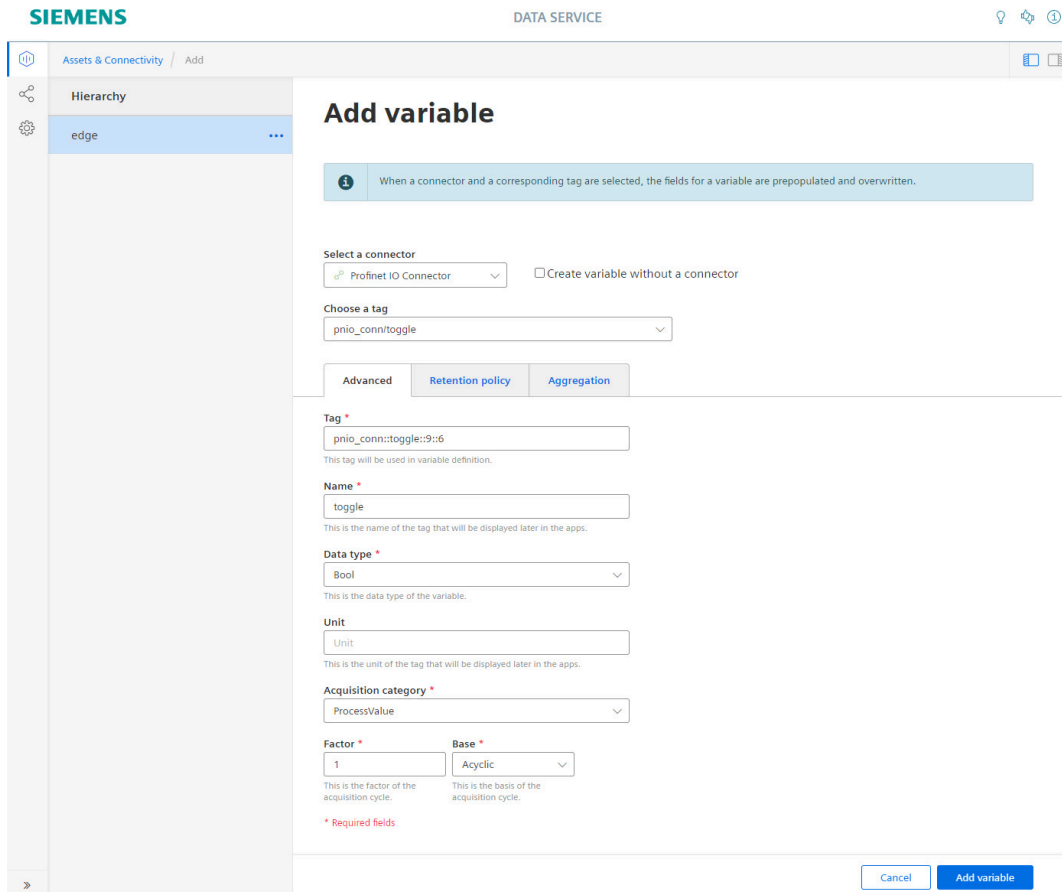 SIEMENS
DATA SERVICE
1
Assets & Connectivity / Add
Hierarchy
edge
Add variable
When a connector and a corresponding tag are selected, the fields for a variable are prepopulated and overwritten.
Select a connector
Profinet IO Connector
Create variable without a connector
Choose a tag
pnio_conn/toggle
Advanced
Retention policy
Aggregation
Tag *
pnio_conn::toggle::9::6
This tag will be used in variable definition.
Name *
toggle
This is the name of the tag that will be displayed later in the apps.
Data type *
Bool
This is the data type of the variable.
Unit
Unit
This is the unit of the tag that will be displayed later in the apps.
Acquisition category *
ProcessValue
Factor * Base *
1 Acyclic
This is the factor of the This is the basis of the
acquisition cycle. acquisition cycle.
* Required fields
Cancel
Add variable